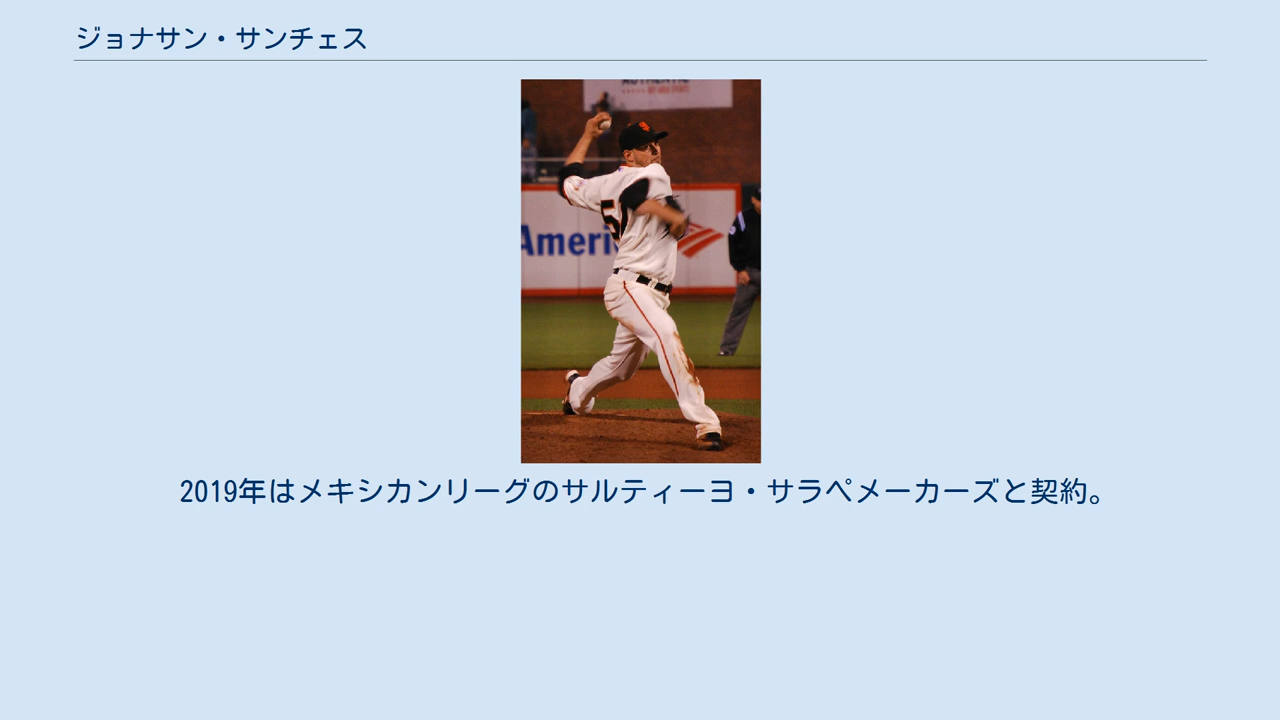 ジョナサン・サンチェス
57
Ameri
2019年はメキシカンリーグのサルティーヨ・サラペメーカーズと契約。